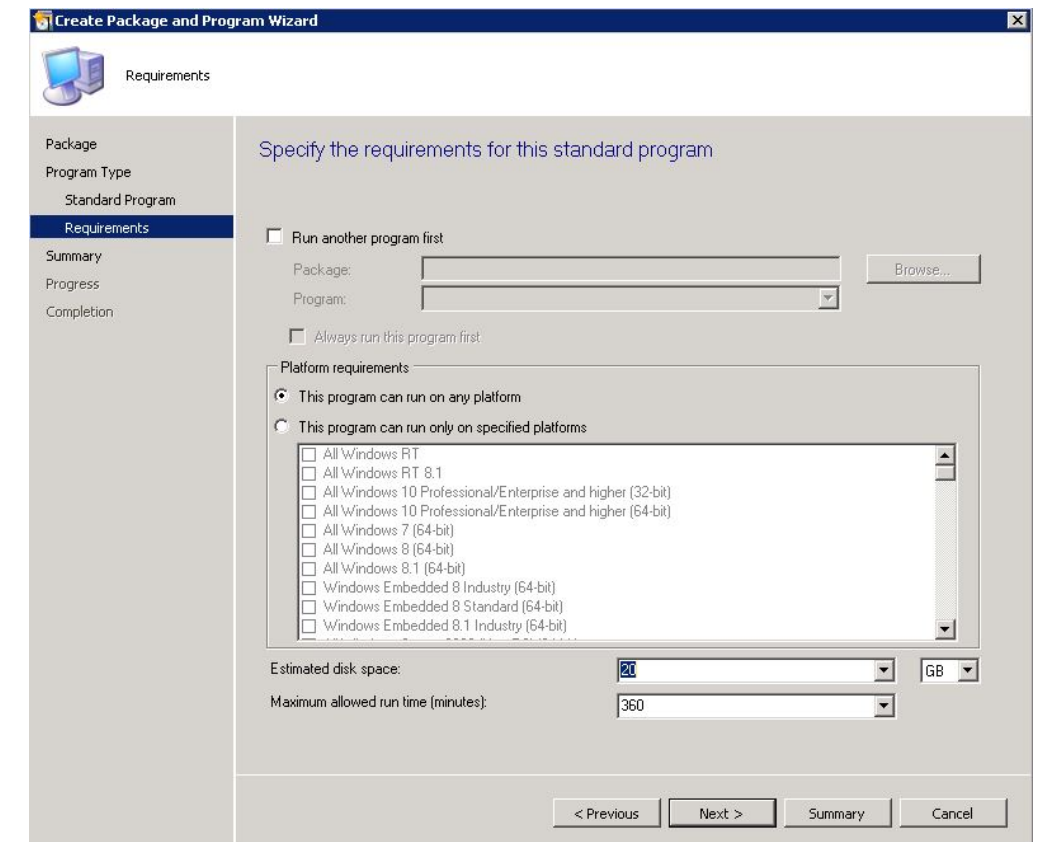 Create Package and Program Wizard
Requirements
Package
Program Type
Standard Program
Requirements
Summary
Progress
Completion
Specify the requirements for this standard program
Run another program first
Package:
Browse...
Program:
Always run this program first
Platform requirements
This program can run on any platform
This program can run only on specified platforms
All Windows RT
All Windows RT 8.1
All Windows 10 Professional/Enterprise and higher (32-bit)
All Windows 10 Professional/Enterprise and higher (64-bit)
All Windows 7 (64-bit)
All Windows 8 (64-bit)
All Windows 8.1 (64-bit)
Windows Embedded 8 Industry (64-bit)
Windows Embedded 8 Standard (64-bit)
Windows Embedded 8.1 Industry (64-bit)
Estimated disk space: 20 GB
Maximum allowed run time (minutes): 360
< Previous Next > Summary Cancel